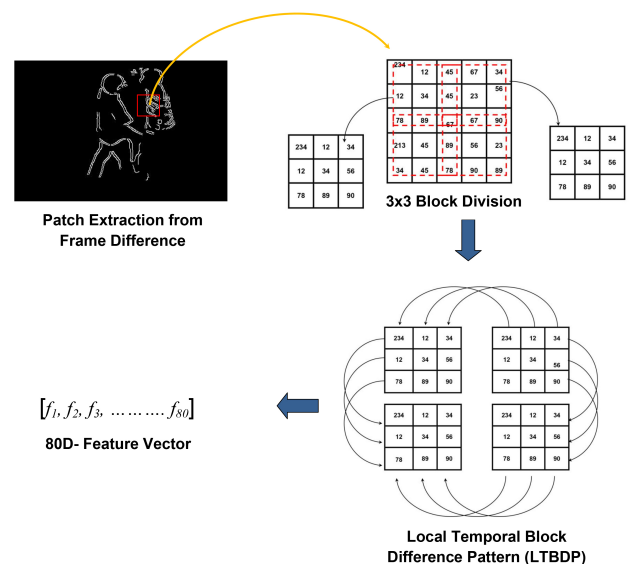 234 12 45 67 34
12 34 45 23 56
78 89 67 67 90
213 45 89 56 23
34 45 78 90 89
234 12 34
12 34 56
78 89 90
234 12 34
12 34 56
78 89 90
Patch Extraction from
Frame Difference
3x3 Block Division
234 12 34
12 34 56
78 89 90
234 12 34
12 34 56
78 89 90
234 12 34
12 34 56
78 89 90
234 12 34
12 34 56
78 89 90
[f1, f2, f3, ... ... .... f80]
80D- Feature Vector
Local Temporal Block
Difference Pattern (LTBDP)